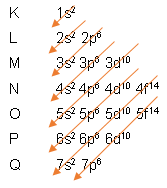 K 1s²
L 2s² 2p⁶
M 3s² 3p⁶ 3d¹⁰
N 4s² 4p⁶ 4d¹⁰ 4f¹⁴
O 5s² 5p⁶ 5d¹⁰ 5f¹⁴
P 6s² 6p⁶ 6d¹⁰
Q 7s² 7p⁶